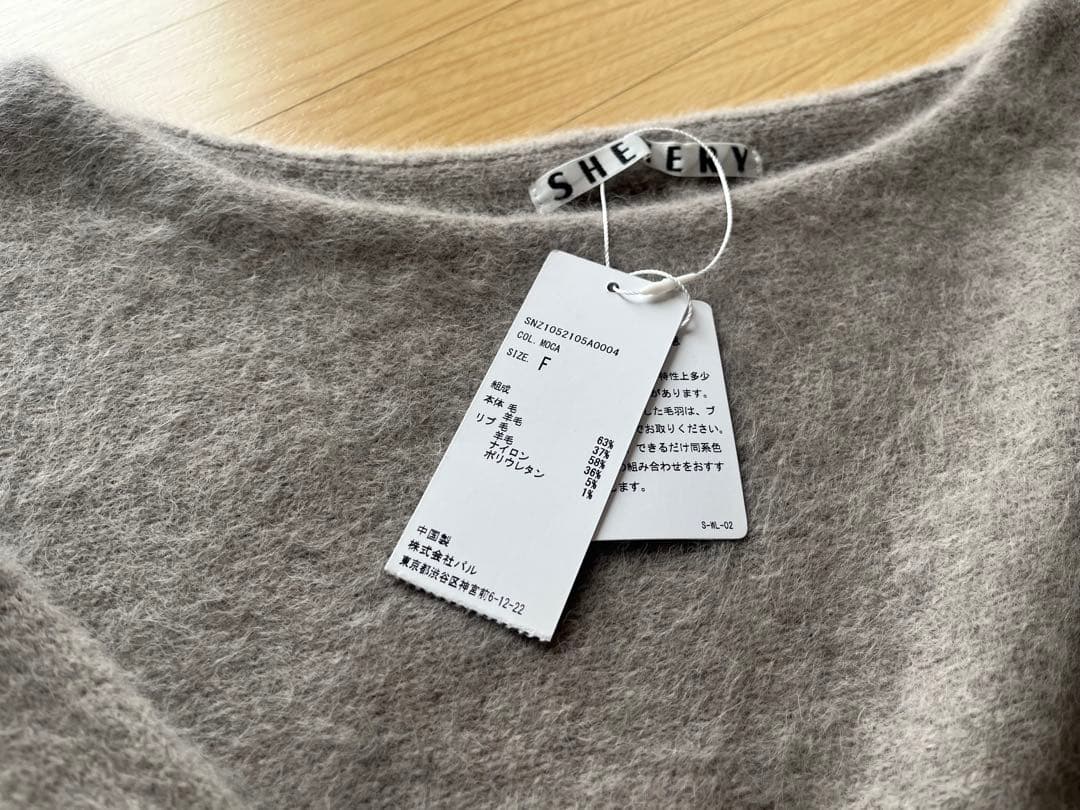 SHE
ERY
SNZ1052105A0004
COL. MOCA
SIZE. F
組成
本体 毛 63%
羊毛 37%
リブ 毛 58%
羊毛 36%
ナイロン 5%
ポリウレタン 1%
中国製
株式会社パル
東京都渋谷区神宮前6-12-22
特性上多少
があります。
した毛羽は、ブ
でお取りください。
できるだけ同系色
の組み合わせをおすす
します。
S-WL-02